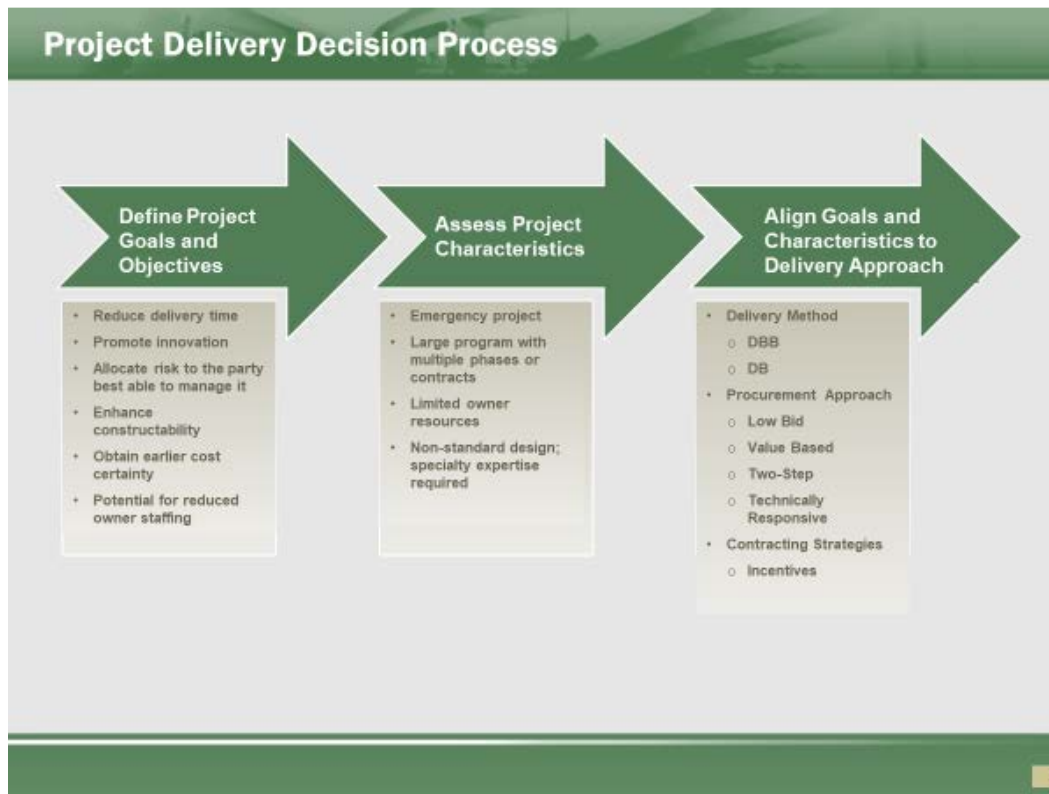 Project Delivery Decision Process
Define Project
Goals and
Objectives
• Reduce delivery time
• Promote innovation
• Allocate risk to the party
best able to manage it
• Enhance
constructability
• Obtain earlier cost
certainty
• Potential for reduced
owner staffing
Assess Project
Characteristics
• Emergency project
• Large program with
multiple phases or
contracts
• Limited owner
resources
• Non-standard design;
specialty expertise
required
Align Goals and
Characteristics to
Delivery Approach
• Delivery Method
o DBB
o DB
• Procurement Approach
o Low Bid
o Value Based
o Two-Step
o Technically
Responsive
• Contracting Strategies
o Incentives